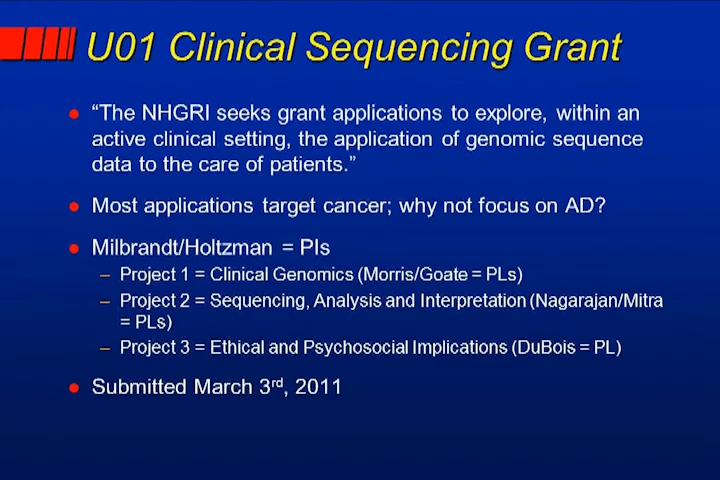 U01 Clinical Sequencing Grant
“The NHGRI seeks grant applications to explore, within an
active clinical setting, the application of genomic sequence
data to the care of patients.”
Most applications target cancer; why not focus on AD?
Milbrandt/Holtzman = PIs
– Project 1 = Clinical Genomics (Morris/Goate = PLs)
– Project 2 = Sequencing, Analysis and Interpretation (Nagarajan/Mitra
= PLs)
– Project 3 = Ethical and Psychosocial Implications (DuBois = PL)
Submitted March 3rd, 2011